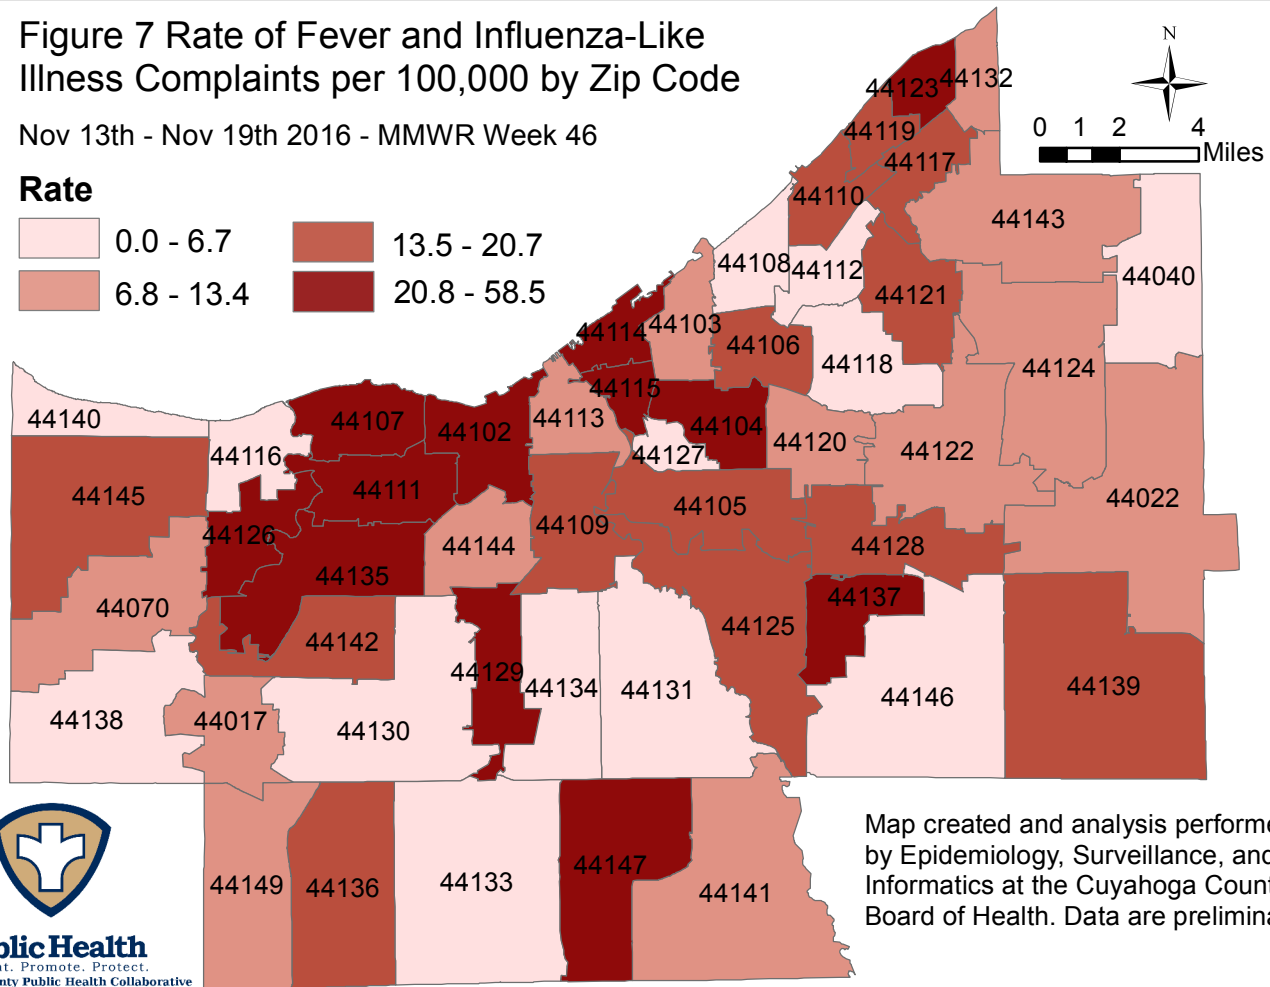 Figure 7 Rate of Fever and Influenza-Like
Illness Complaints per 100,000 by Zip Code
Nov 13th - Nov 19th 2016 - MMWR Week 46
Rate
0.0 - 6.7
13.5 - 20.7
6.8 - 13.4
20.8 - 58.5
N
0 1 2 4
Miles
44123
44132
44119
44117
44110
44143
44108
44112
44040
44121
44114
44103
44106
44118
44124
44115
44140
44107
44102
44113
44104
44120
44122
44116
44127
44145
44111
44105
44022
44126
44109
44144
44128
44135
44070
44137
44142
44125
44129
44134
44131
44146
44139
44138
44017
44130
44147
44149
44136
44133
44141
Map created and analysis performe
by Epidemiology, Surveillance, and
Informatics at the Cuyahoga Count
Board of Health. Data are prelimina
blic Health
nt. Promote. Protect.
nty Public Health Collaborative